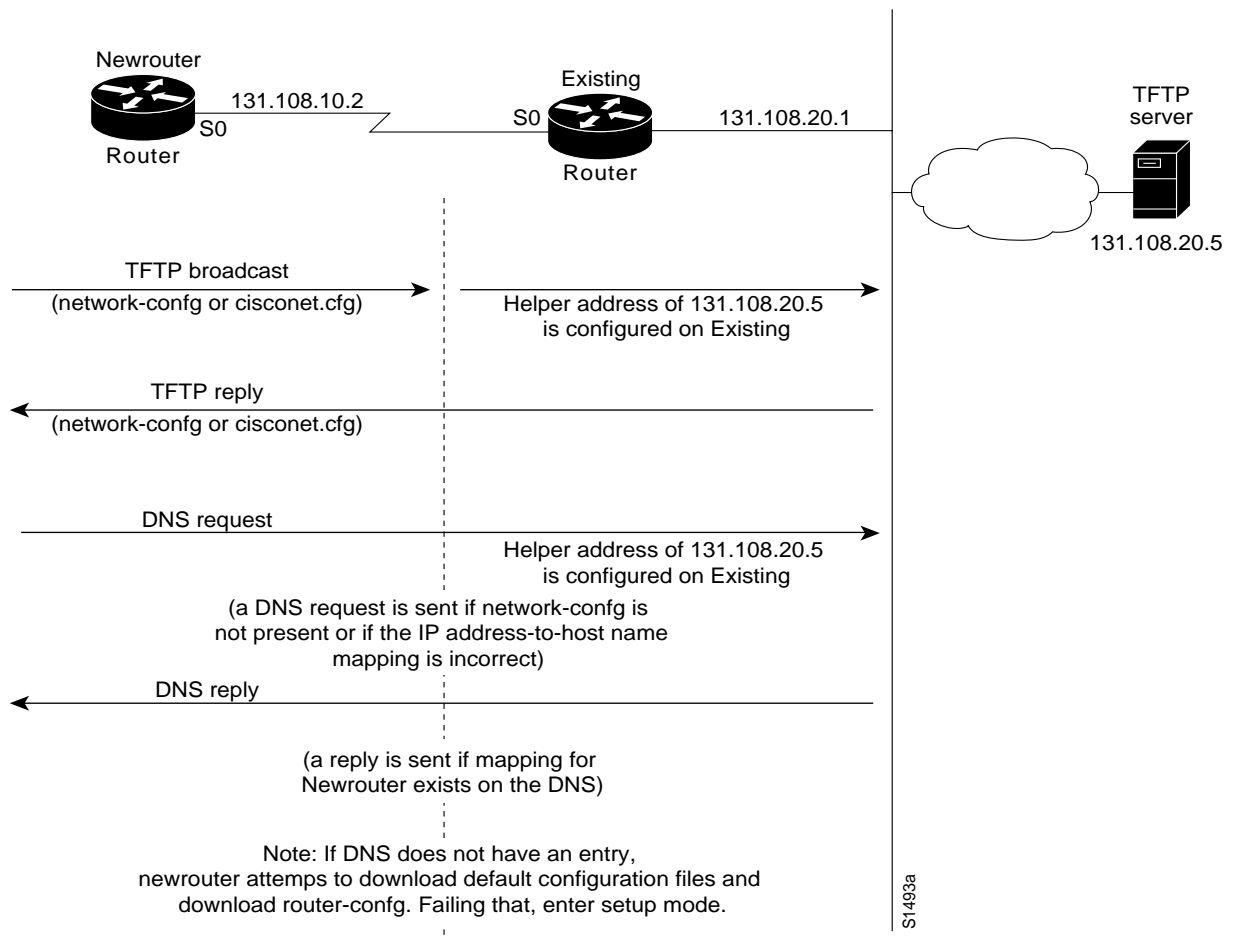 Newrouter
131.108.10.2
S0
Router
Existing
S0
131.108.20.1
Router
TFTP
server
131.108.20.5
TFTP broadcast
(network-confg or cisconet.cfg)
Helper address of 131.108.20.5
is configured on Existing
TFTP reply
(network-confg or cisconet.cfg)
DNS request
Helper address of 131.108.20.5
is configured on Existing
(a DNS request is sent if network-confg is
not present or if the IP address-to-host name
mapping is incorrect)
DNS reply
(a reply is sent if mapping for
Newrouter exists on the DNS)
Note: If DNS does not have an entry,
newrouter attemps to download default configuration files and
download router-confg. Failing that, enter setup mode.
S1493a